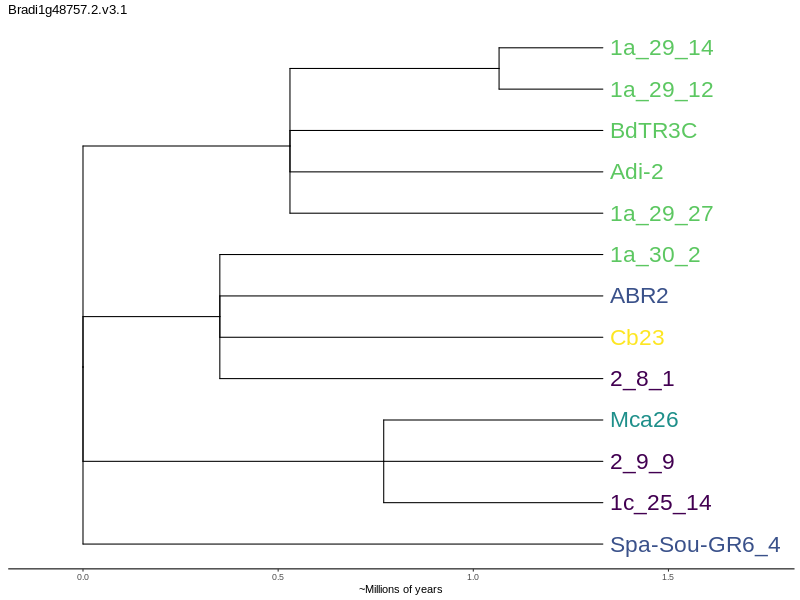 Bradi1g48757.2.v3.1
1a_29_14
1a_29_12
BdTR3C
Adi-2
1a_29_27
1a_30_2
ABR2
Cb23
2_8_1
Mca26
2_9_9
1c_25_14
Spa-Sou-GR6_4
0.0 0.5 1.0 1.5
~Millions of years